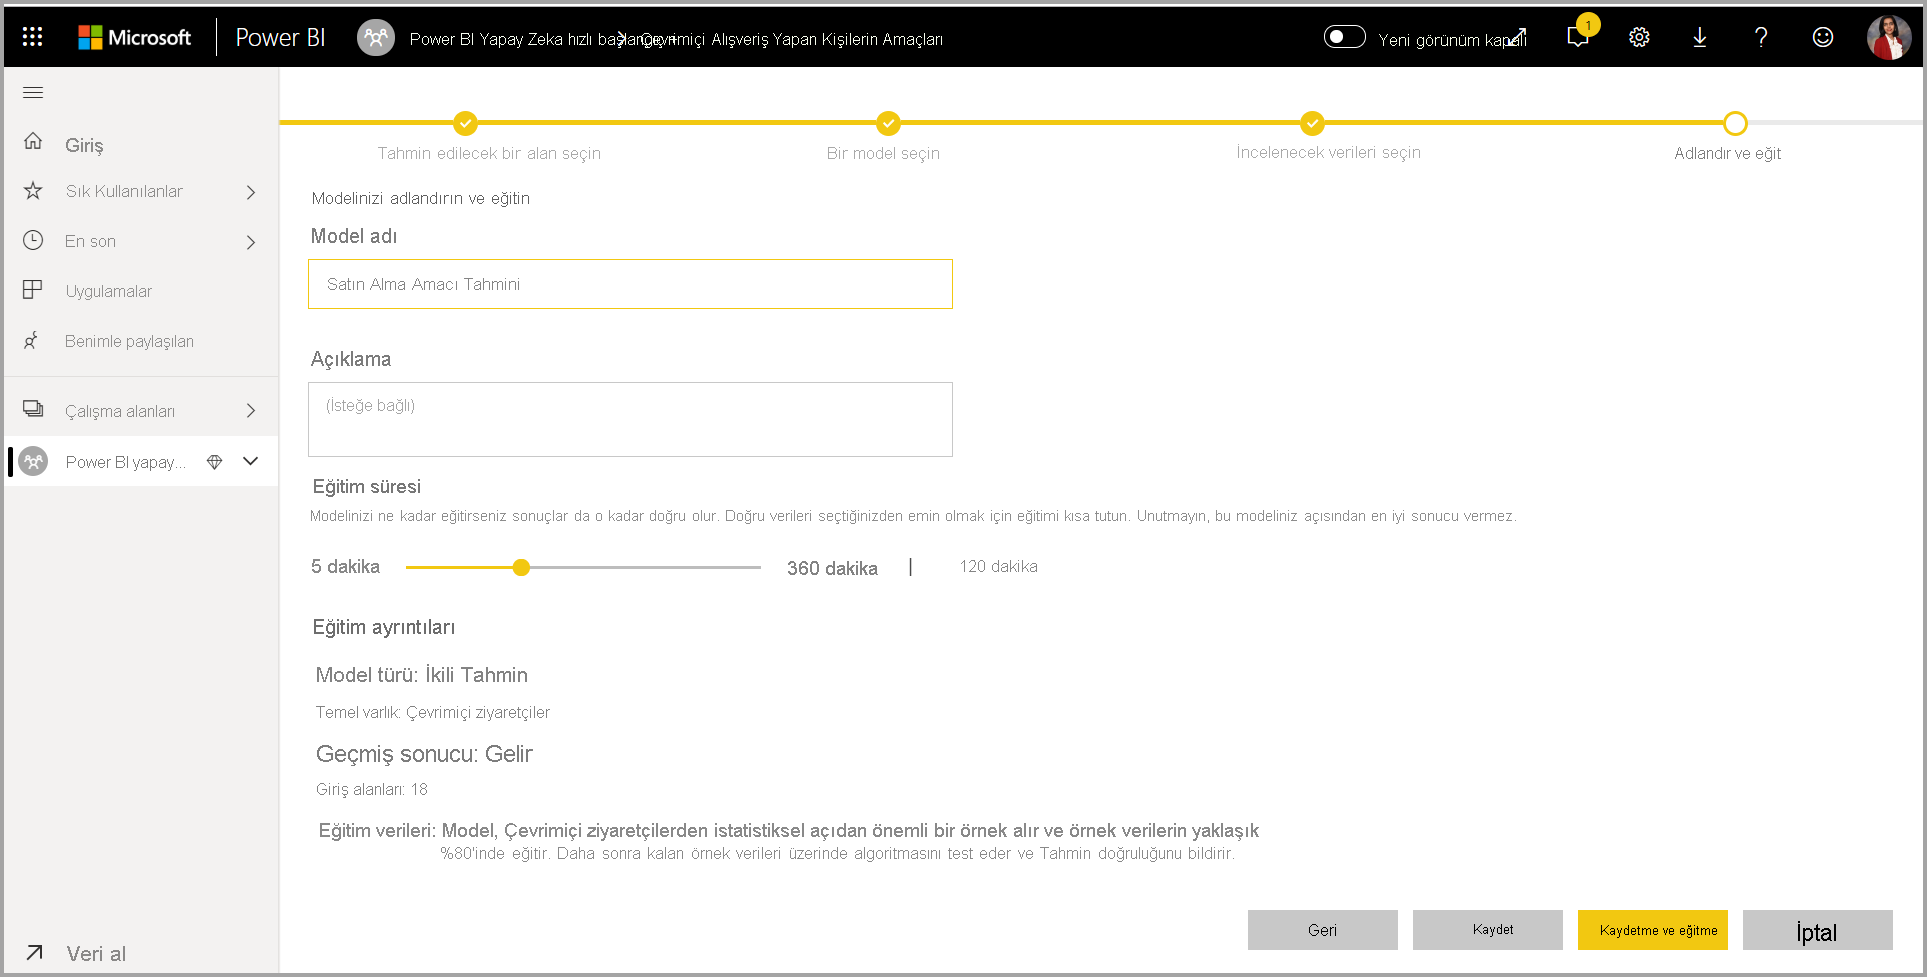 Microsoft
Power BI
Power BI Yapay Zeka hızlı başlangıç +
Çevrimiçi Alışveriş Yapan Kişilerin Amaçları
Yeni görünüm kapalı
1
Giriş
Sık Kullanılanlar
En son
Uygulamalar
Benimle paylaşılan
Çalışma alanları
Power BI yapay...
Veri al
Tahmin edilecek bir alan seçin
Bir model seçin
İncelenecek verileri seçin
Adlandır ve eğit
Modelinizi adlandırın ve eğitin
Model adı
Satın Alma Amacı Tahmini
Açıklama
(İsteğe bağlı)
Eğitim süresi
Modelinizi ne kadar eğitirseniz sonuçlar da o kadar doğru olur. Doğru verileri seçtiğinizden emin olmak için eğitimi kısa tutun. Unutmayın, bu modeliniz açısından en iyi sonucu vermez.
5 dakika
360 dakika
120 dakika
Eğitim ayrıntıları
Model türü: İkili Tahmin
Temel varlık: Çevrimiçi ziyaretçiler
Geçmiş sonucu: Gelir
Giriş alanları: 18
Eğitim verileri: Model, Çevrimiçi ziyaretçilerden istatistiksel açıdan önemli bir örnek alır ve örnek verilerin yaklaşık
%80'inde eğitir. Daha sonra kalan örnek verileri üzerinde algoritmasını test eder ve Tahmin doğruluğunu bildirir.
Geri
Kaydet
Kaydetme ve eğitme
İptal